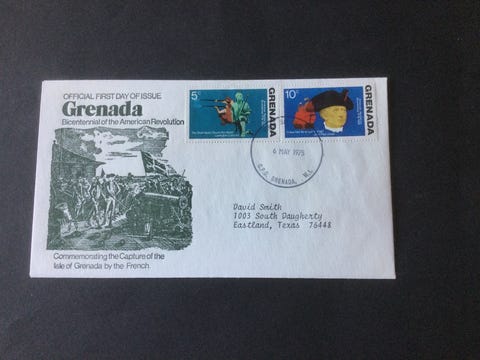 OFFICIAL FIRST DAY OF ISSUE
Grenada
Bicentennial of the American Revolution
Commemorating the Capture of the
Isle of Grenada by the French.
5c
GRENADA
10c
GRENADA
6 MAY 1975
G.P.O. GRENADA, W.I.
David Smith
1003 South Daugherty
Eastland, Texas 76448